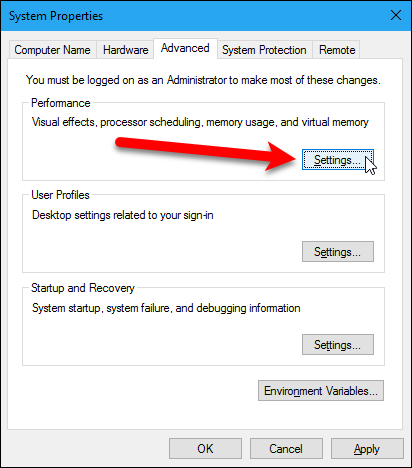 System Properties
Computer Name Hardware Advanced System Protection Remote
You must be logged on as an Administrator to make most of these changes.
Performance
Visual effects, processor scheduling, memory usage, and virtual memory
Settings...
User Profiles
Desktop settings related to your sign-in
Settings...
Startup and Recovery
System startup, system failure, and debugging information
Settings...
Environment Variables...
OK Cancel Apply